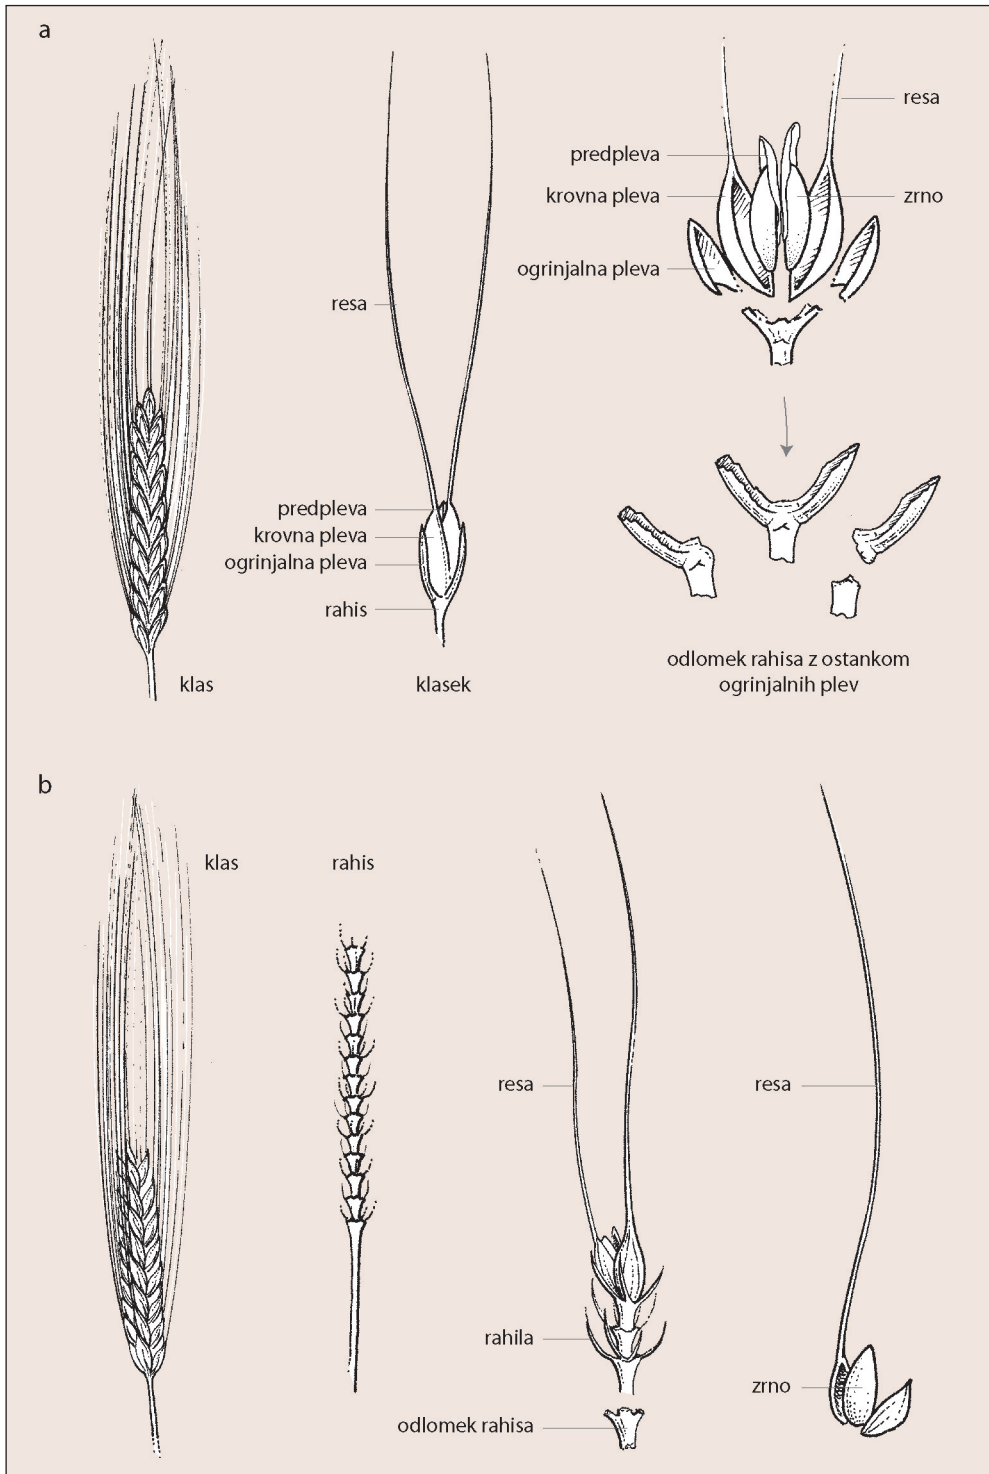 a
resa
predpleva
krovna pleva
zrno
ogrinjalna pleva
resa
predpleva
krovna pleva
ogrinjalna pleva
rahis
klas
klasek
odlomek rahisa z ostankom
ogrinjalnih plev
b
klas
rahis
resa
resa
rahila
zrno
odlomek rahisa